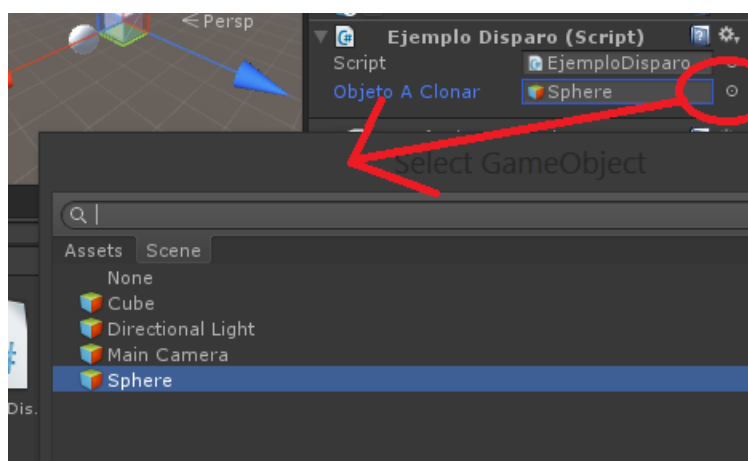 Persp
Ejemplo Disparo (Script)
Script
EjemploDisparo
Objeto A Clonar
Sphere
Select GameObject
Assets
Scene
None
Cube
Directional Light
Main Camera
Sphere
Dis.